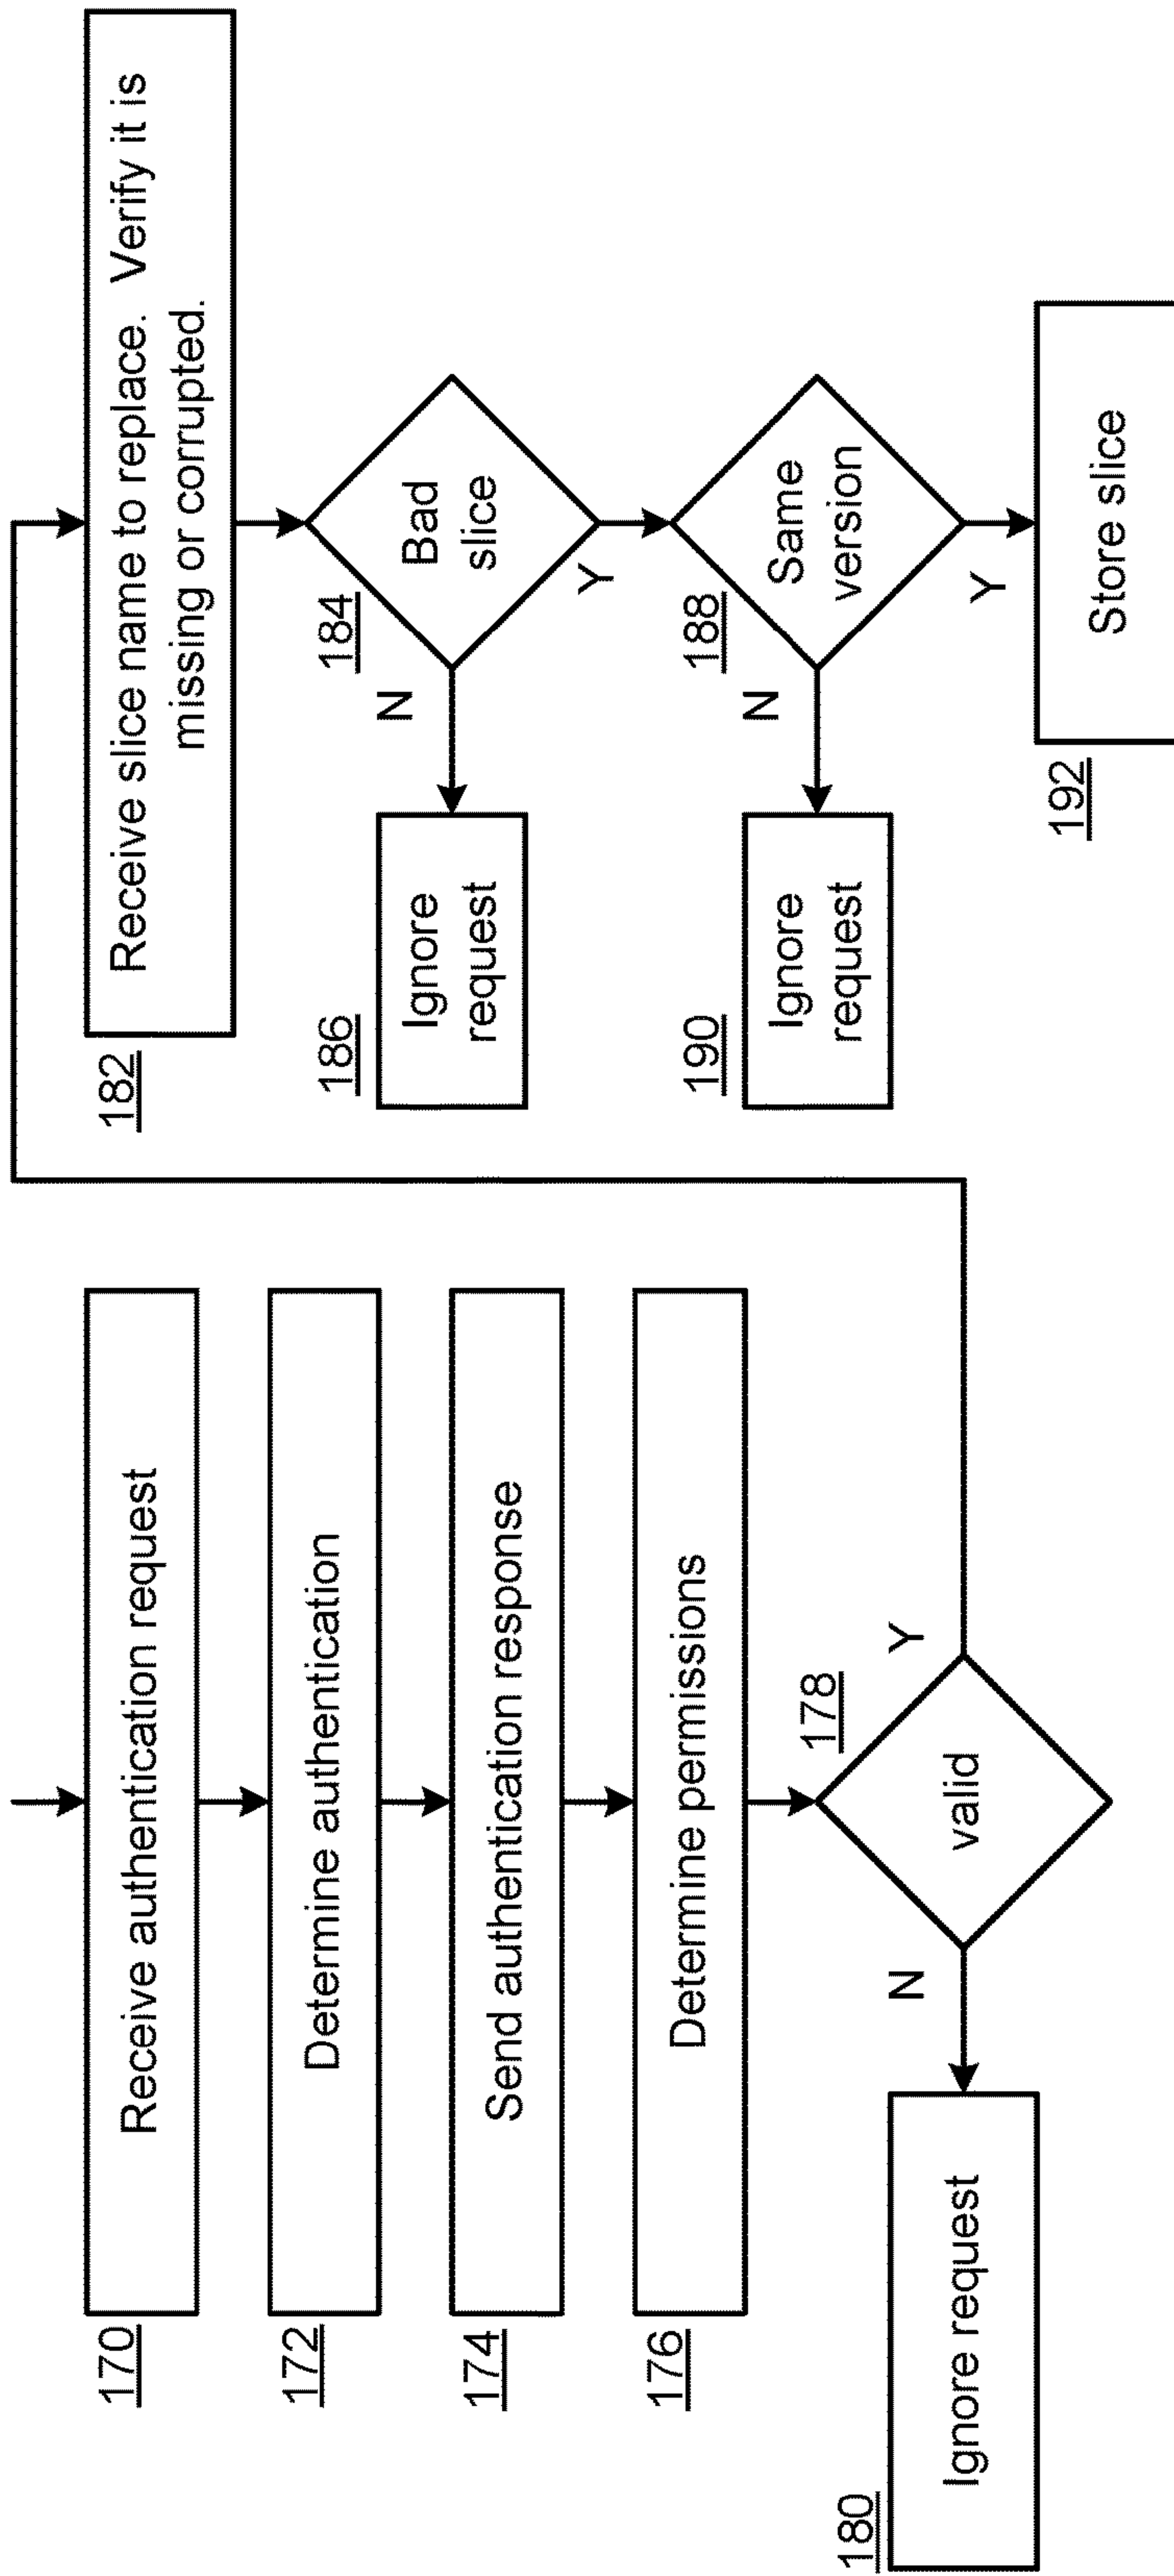 170
Receive authentication request
172
Determine authentication
174
Send authentication response
176
Determine permissions
178
valid
N
Y
180
Ignore request
182
Receive slice name to replace. Verify it is
missing or corrupted.
184
Bad
slice
N
Y
186
Ignore
request
188
Same
version
N
Y
190
Ignore
request
192
Store slice